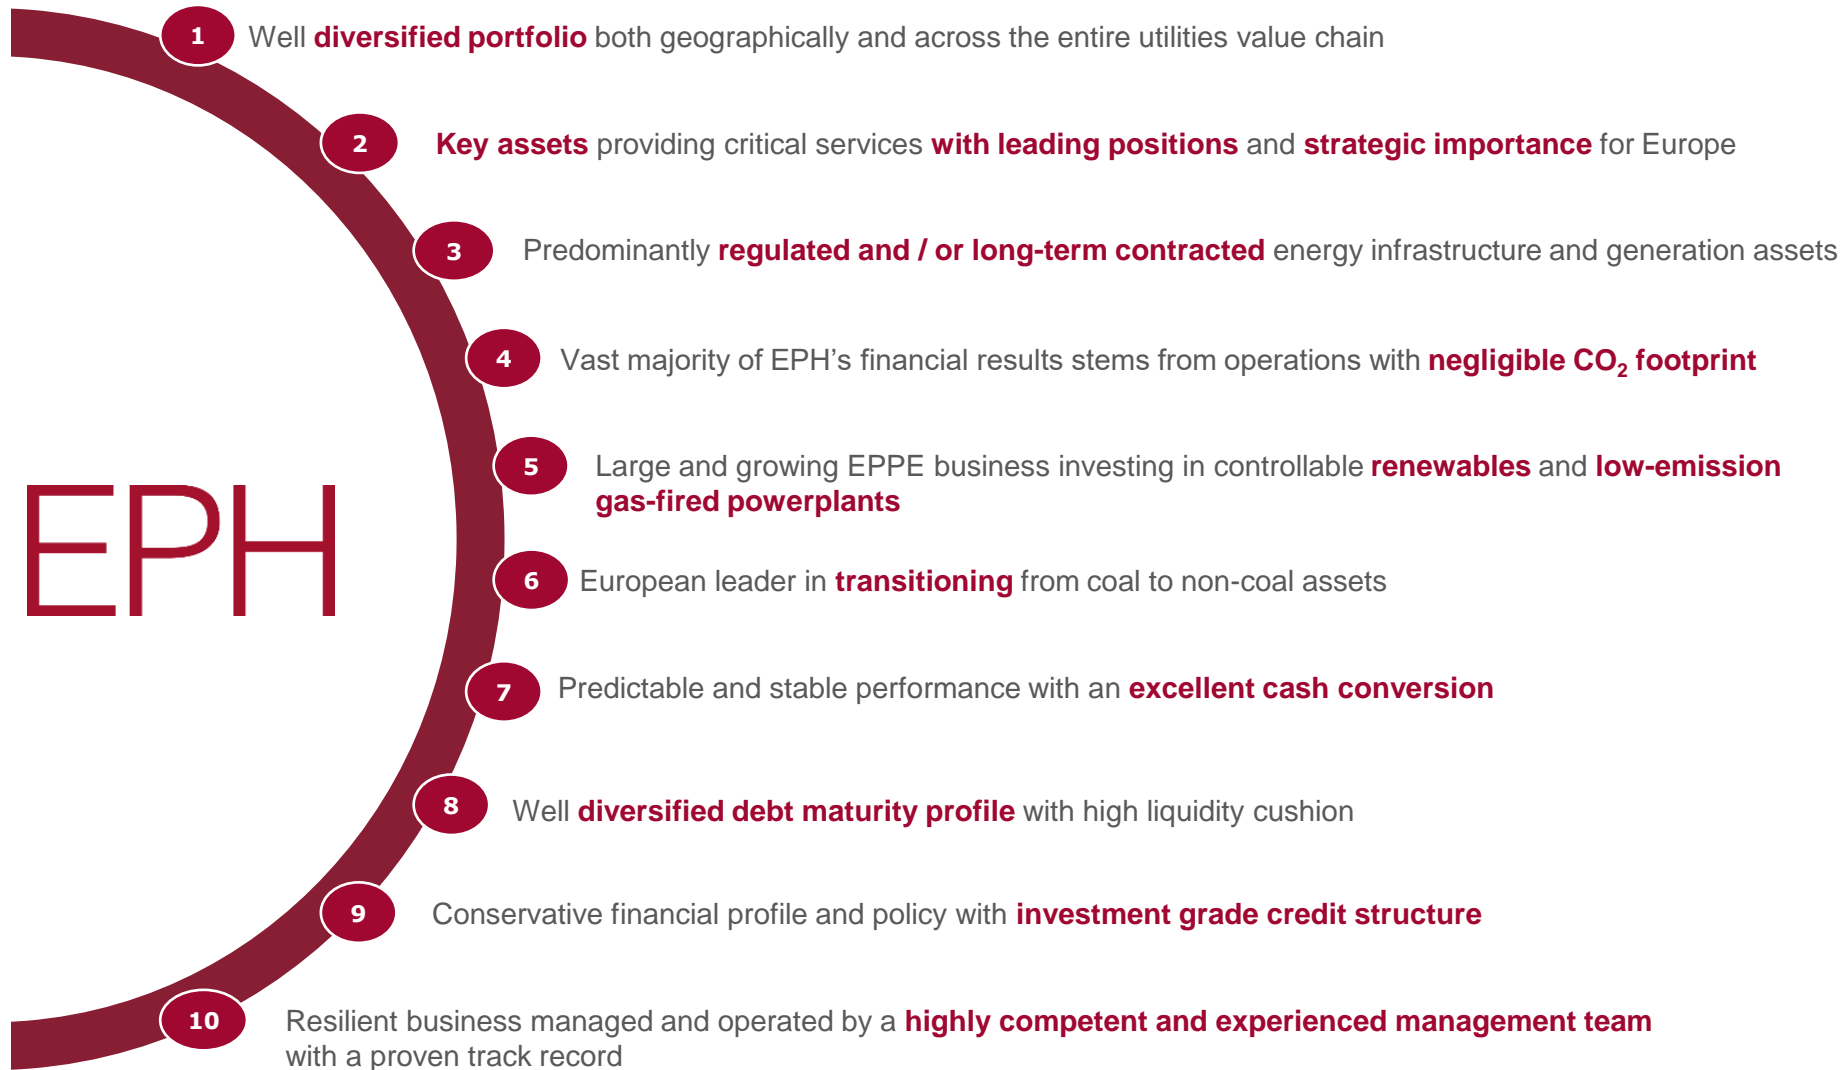 1
Well diversified portfolio both geographically and across the entire utilities value chain
2
Key assets providing critical services with leading positions and strategic importance for Europe
3
Predominantly regulated and / or long-term contracted energy infrastructure and generation assets
4
Vast majority of EPH’s financial results stems from operations with negligible CO₂ footprint
5
Large and growing EPPE business investing in controllable renewables and low-emission
gas-fired powerplants
EPH
6
European leader in transitioning from coal to non-coal assets
7
Predictable and stable performance with an excellent cash conversion
8
Well diversified debt maturity profile with high liquidity cushion
9
Conservative financial profile and policy with investment grade credit structure
10
Resilient business managed and operated by a highly competent and experienced management team
with a proven track record